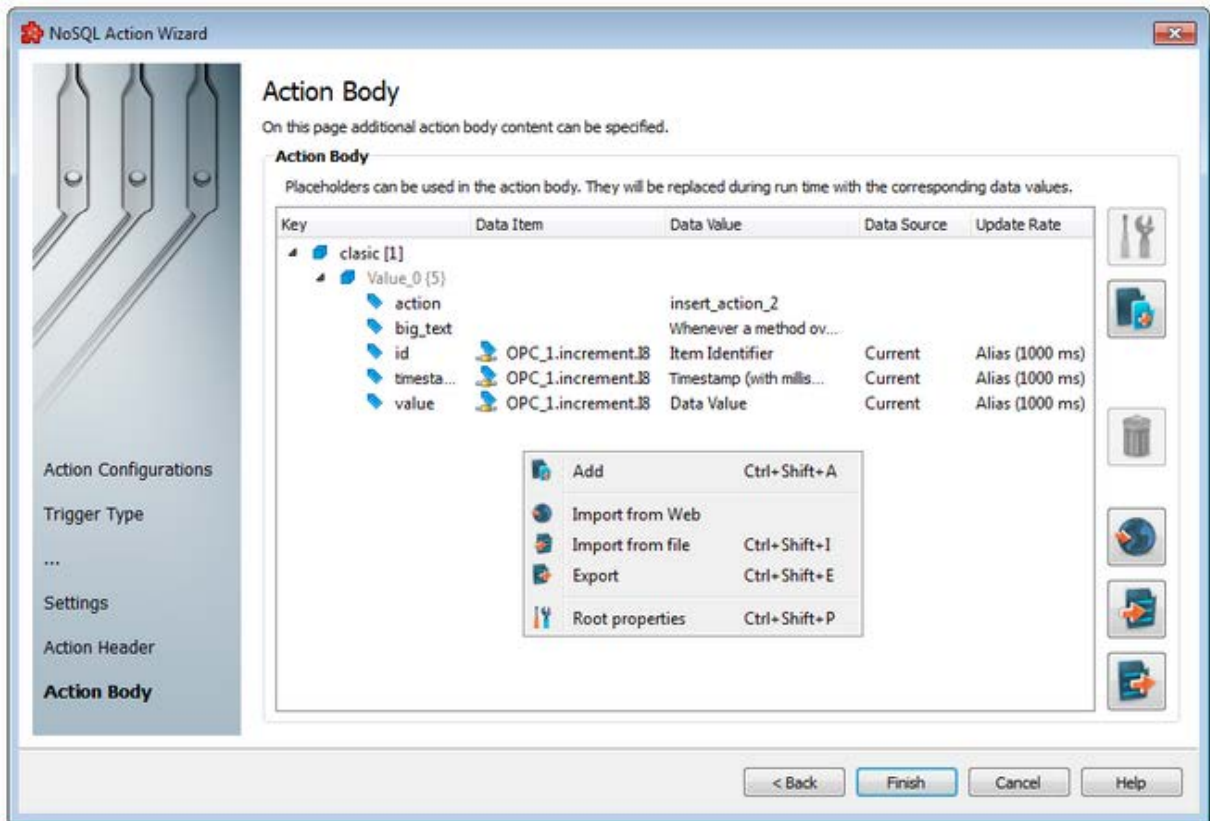 NoSQL Action Wizard
Action Body
On this page additional action body content can be specified.
Action Body
Placeholders can be used in the action body. They will be replaced during run time with the corresponding data values.
Key Data Item Data Value Data Source Update Rate
clasic [1]
Value_0 {5}
action insert_action_2
big_text Whenever a method ov...
id OPC_1.increment.I8 Item Identifier Current Alias (1000 ms)
timesta... OPC_1.increment.I8 Timestamp (with millis... Current Alias (1000 ms)
value OPC_1.increment.I8 Data Value Current Alias (1000 ms)
Add Ctrl+Shift+A
Import from Web
Import from file Ctrl+Shift+I
Export Ctrl+Shift+E
Root properties Ctrl+Shift+P
Action Configurations
Trigger Type
...
Settings
Action Header
Action Body
< Back Finish Cancel Help